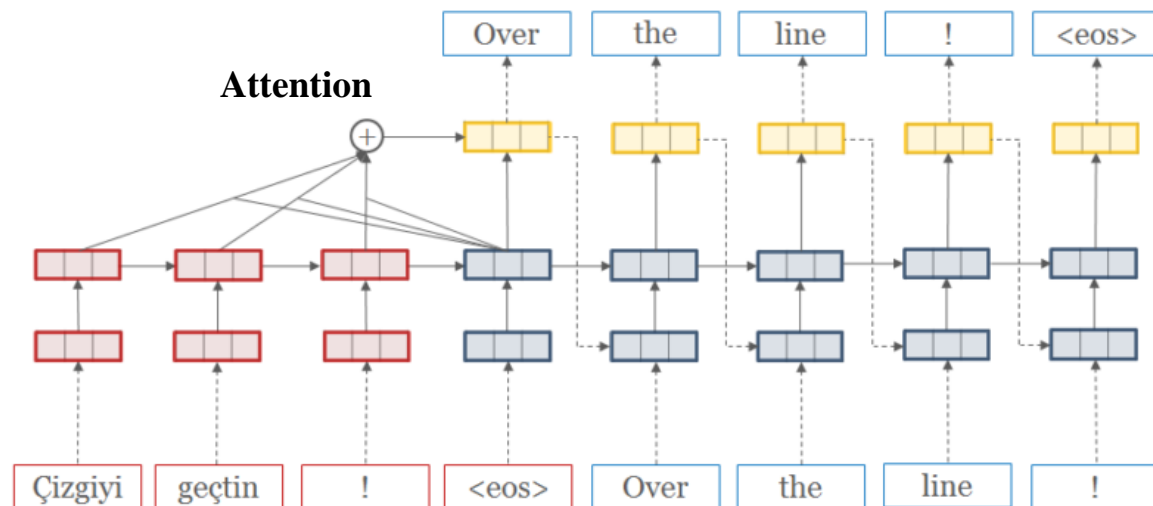 Over the line ! <eos>
Attention
+
Çizgiyi geçtin ! <eos> Over the line !